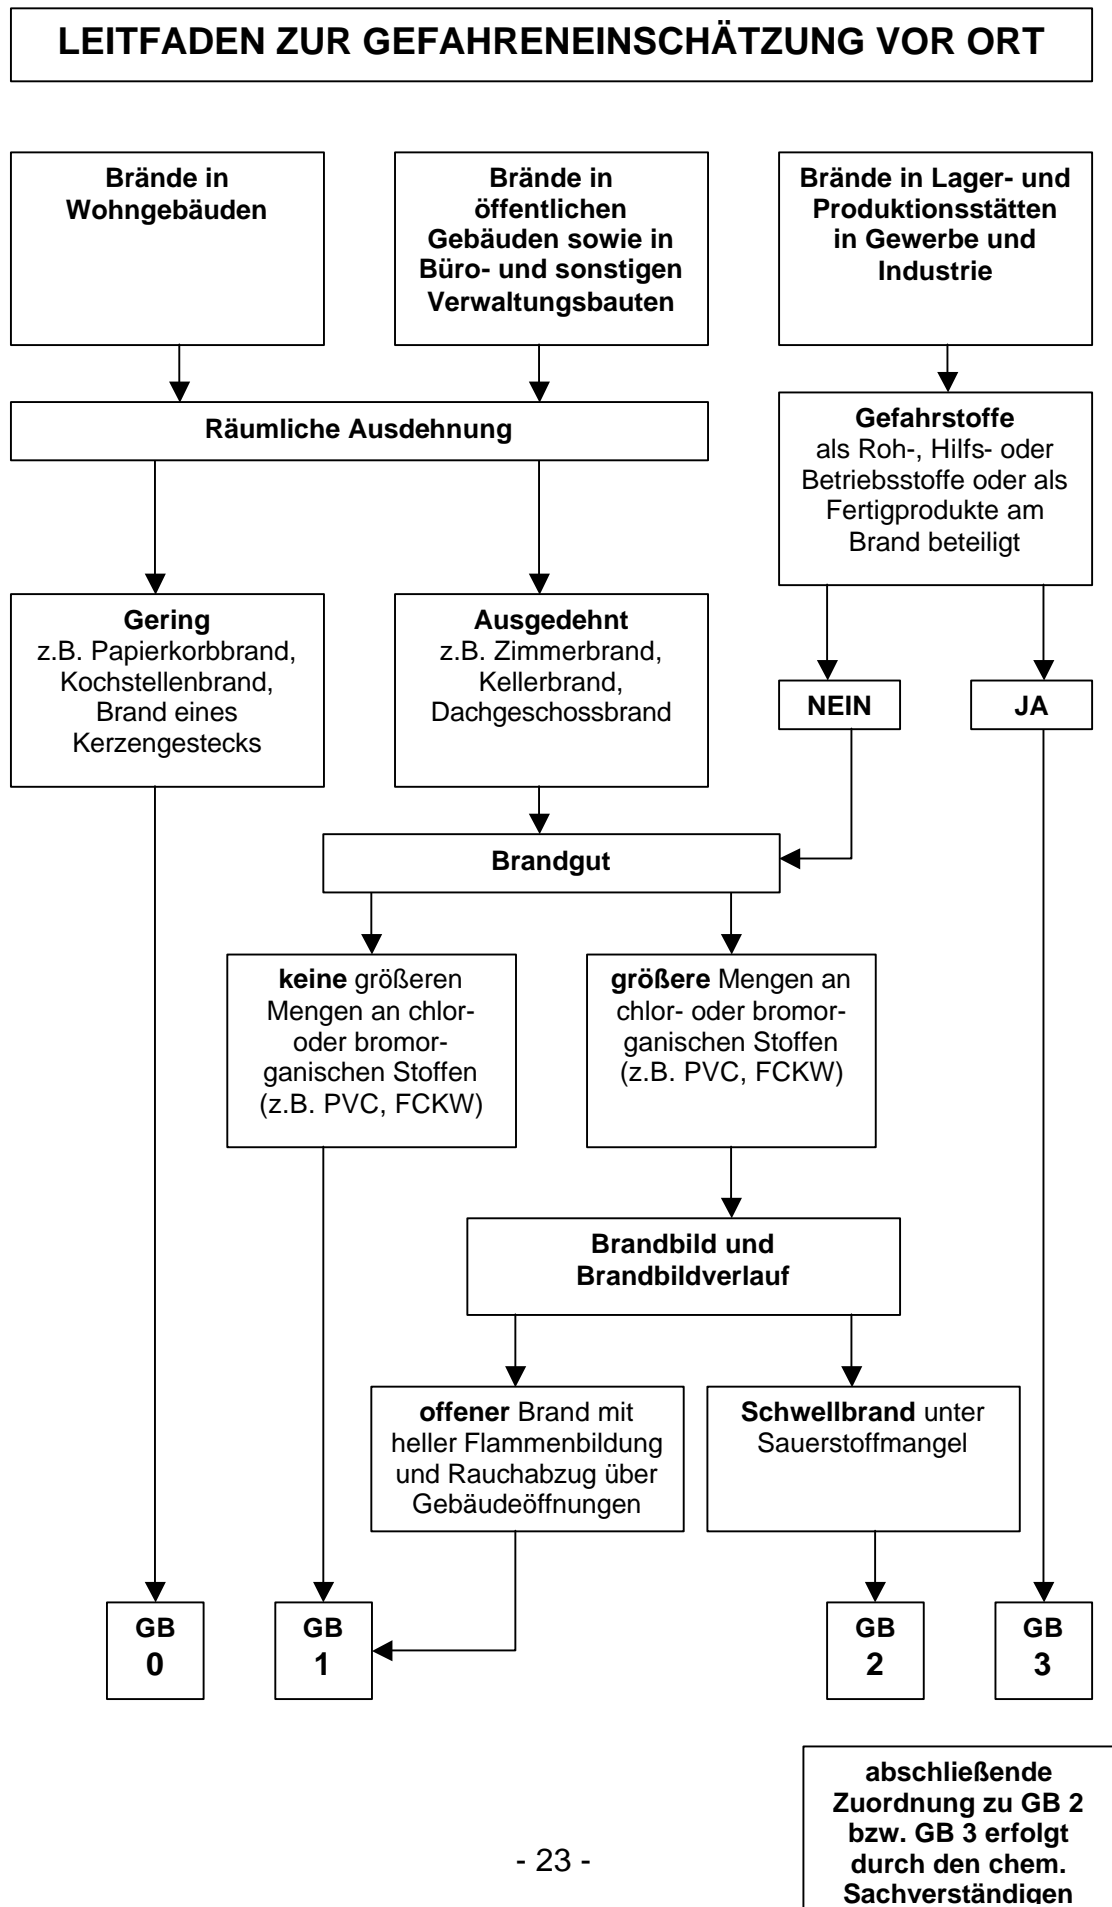 LEITFADEN ZUR GEFAHRENEINSCHÄTZUNG VOR ORT
Brände in
Wohngebäuden
Brände in
öffentlichen
Gebäuden sowie in
Büro- und sonstigen
Verwaltungsbauten
Brände in Lager- und
Produktionsstätten
in Gewerbe und
Industrie
Räumliche Ausdehnung
Gefahrstoffe
als Roh-, Hilfs- oder
Betriebsstoffe oder als
Fertigprodukte am
Brand beteiligt
Gering
z.B. Papierkorbbrand,
Kochstellenbrand,
Brand eines
Kerzengestecks
Ausgedehnt
z.B. Zimmerbrand,
Kellerbrand,
Dachgeschossbrand
NEIN
JA
Brandgut
keine größeren
Mengen an chlor-
oder bromor-
ganischen Stoffen
(z.B. PVC, FCKW)
größere Mengen an
chlor- oder bromor-
ganischen Stoffen
(z.B. PVC, FCKW)
Brandbild und
Brandbildverlauf
offener Brand mit
heller Flammenbildung
und Rauchabzug über
Gebäudeöffnungen
Schwellbrand unter
Sauerstoffmangel
GB
0
GB
1
GB
2
GB
3
abschließende
Zuordnung zu GB 2
bzw. GB 3 erfolgt
durch den chem.
Sachverständigen
- 23 -